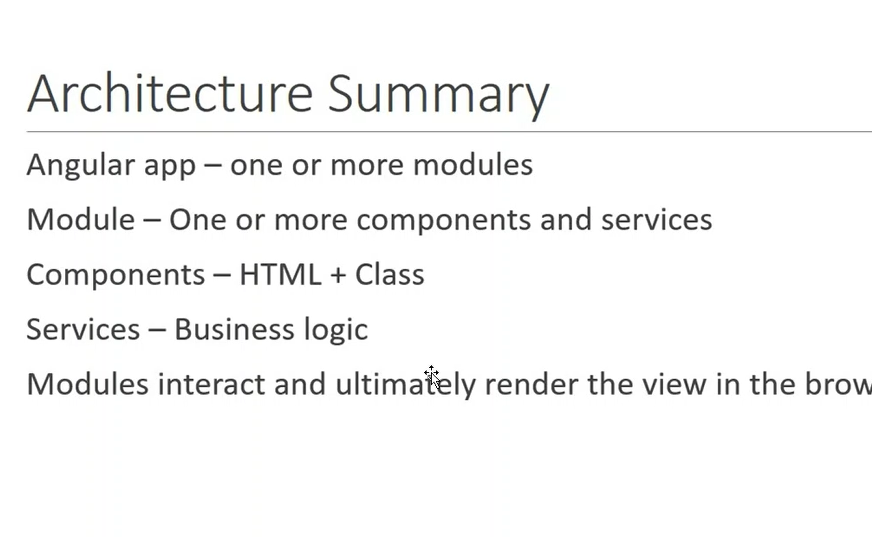 Architecture Summary
Angular app – one or more modules
Module – One or more components and services
Components – HTML + Class
Services – Business logic
Modules interact and ultimately render the view in the brow